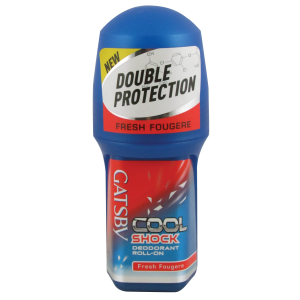 NEW
DOUBLE
PROTECTION
FRESH FOUGERE
GATSBY
COOL
SHOCK
DEODORANT
ROLL-ON
Fresh Fougere